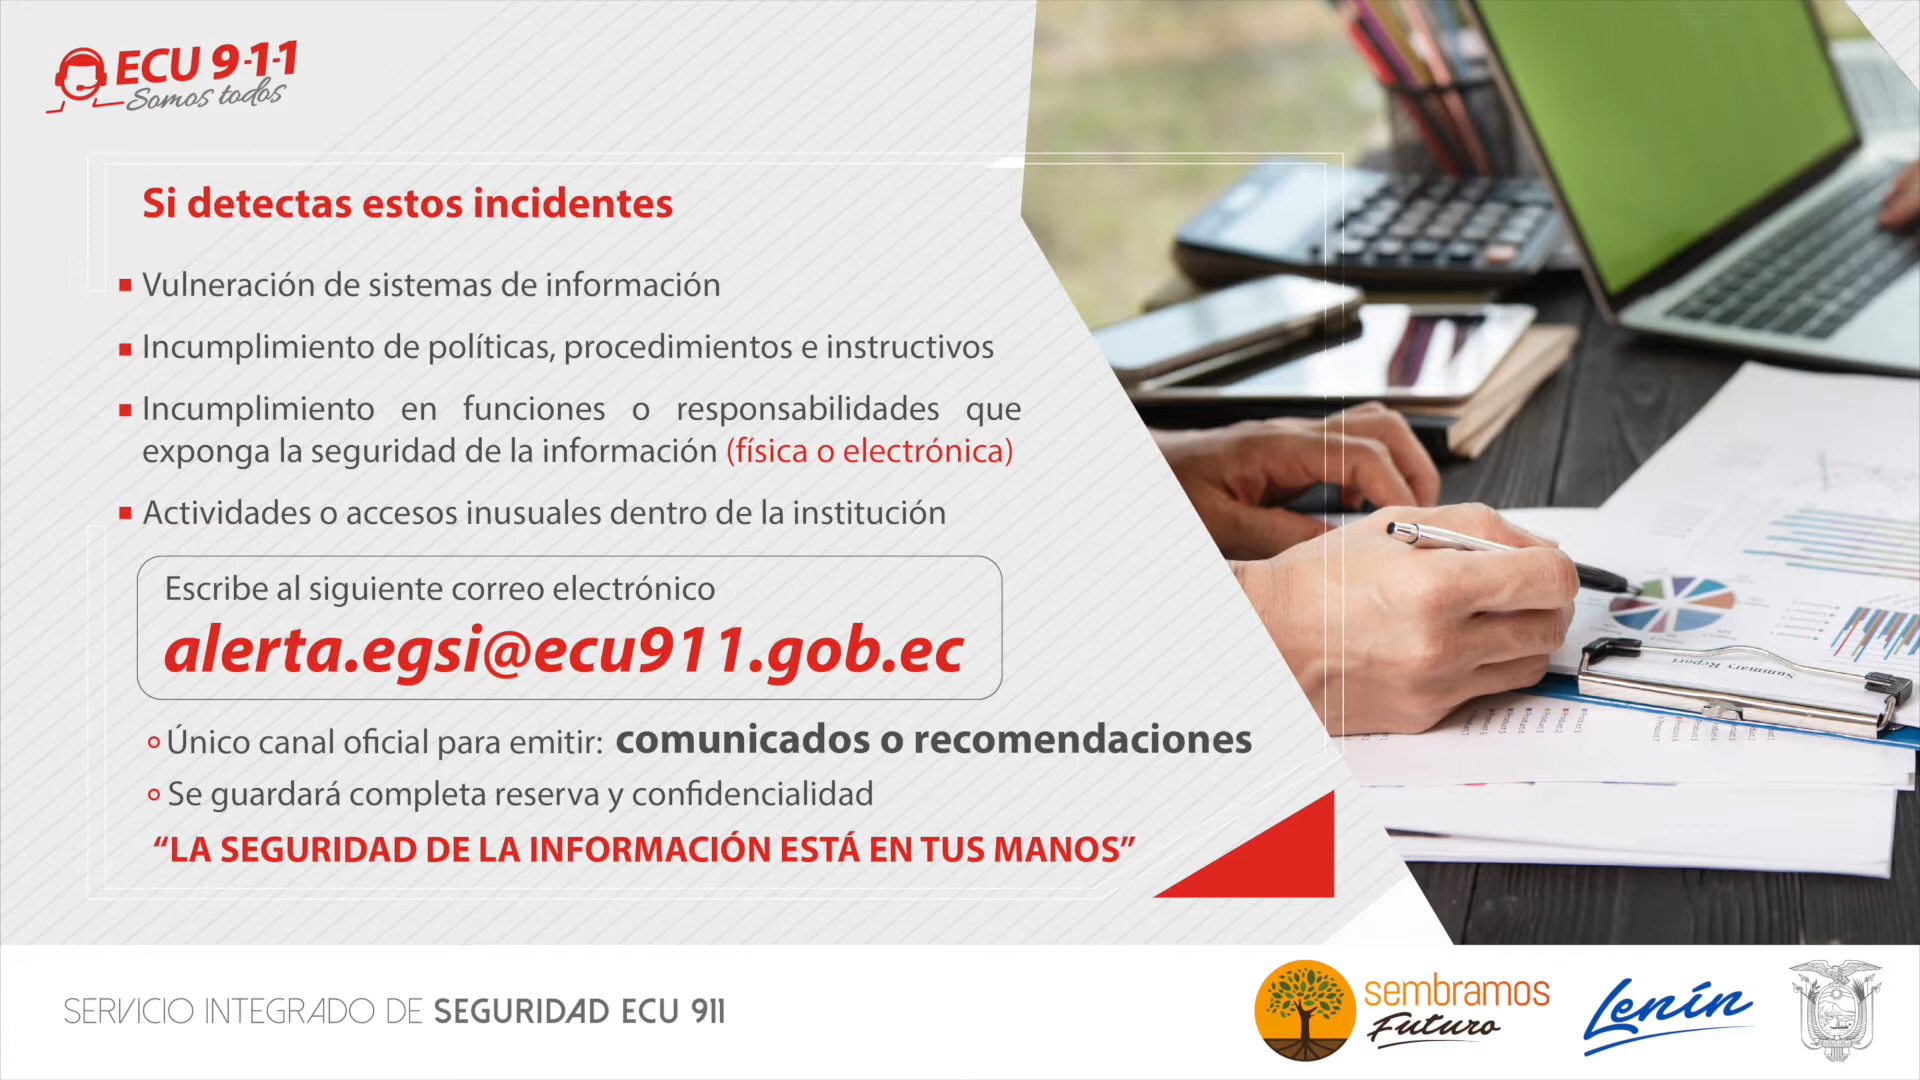 ECU 9-1-1
Somos todos
Si detectas estos incidentes
Vulneración de sistemas de información
Incumplimiento de políticas, procedimientos e instructivos
Incumplimiento en funciones o responsabilidades que
exponga la seguridad de la información (física o electrónica)
Actividades o accesos inusuales dentro de la institución
Escribe al siguiente correo electrónico
alerta.egsi@ecu911.gob.ec
Único canal oficial para emitir: comunicados o recomendaciones
Se guardará completa reserva y confidencialidad
“LA SEGURIDAD DE LA INFORMACIÓN ESTÁ EN TUS MANOS”
Summary Report
SERVICIO INTEGRADO DE SEGURIDAD ECU 911
sembramos
Futuro
Lenín